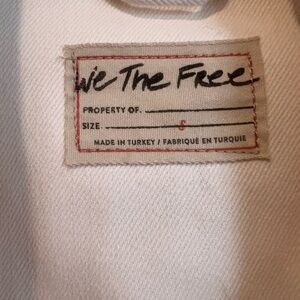 We The Free
PROPERTY OF.
SIZE S
MADE IN TURKEY / FABRIQUÉ EN TURQUIE